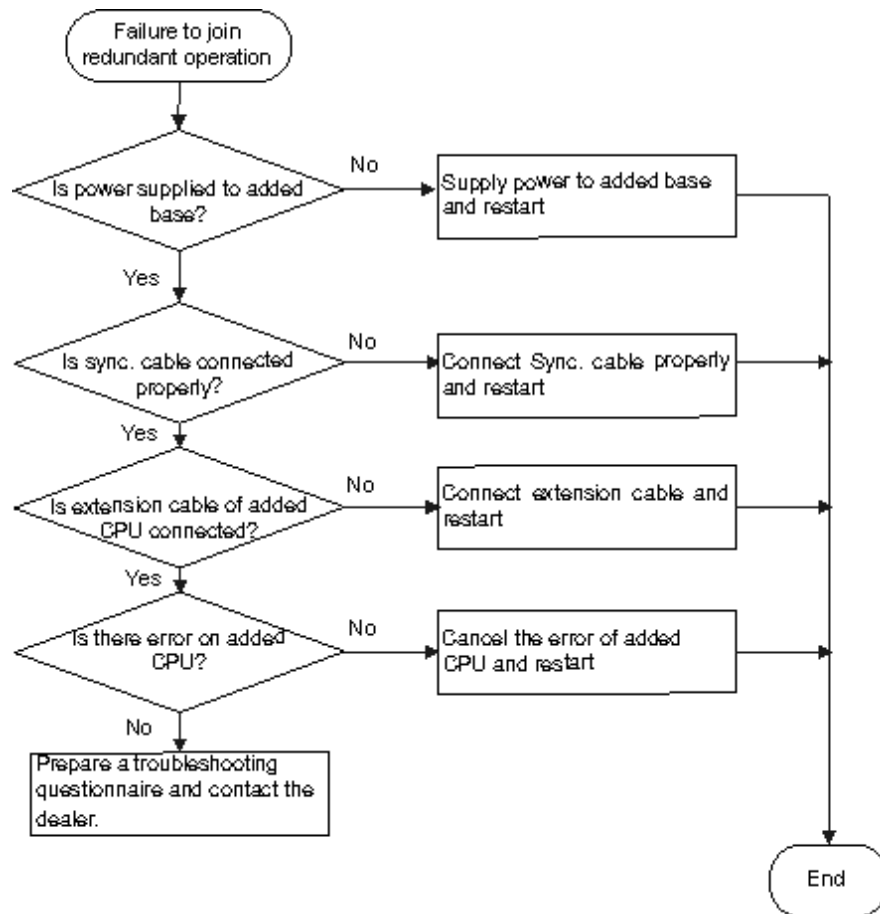 Failure to join
redundant operation
Is power supplied to added
base?
No
Supply power to added base
and restart
Yes
Is sync. cable connected
properly?
No
Connect Sync. cable properly
and restart
Yes
Is extension cable of added
CPU connected?
No
Connect extension cable and
restart
Yes
Is there error on added
CPU?
No
Cancel the error of added
CPU and restart
No
Prepare a troubleshooting
questionnaire and contact the
dealer.
End